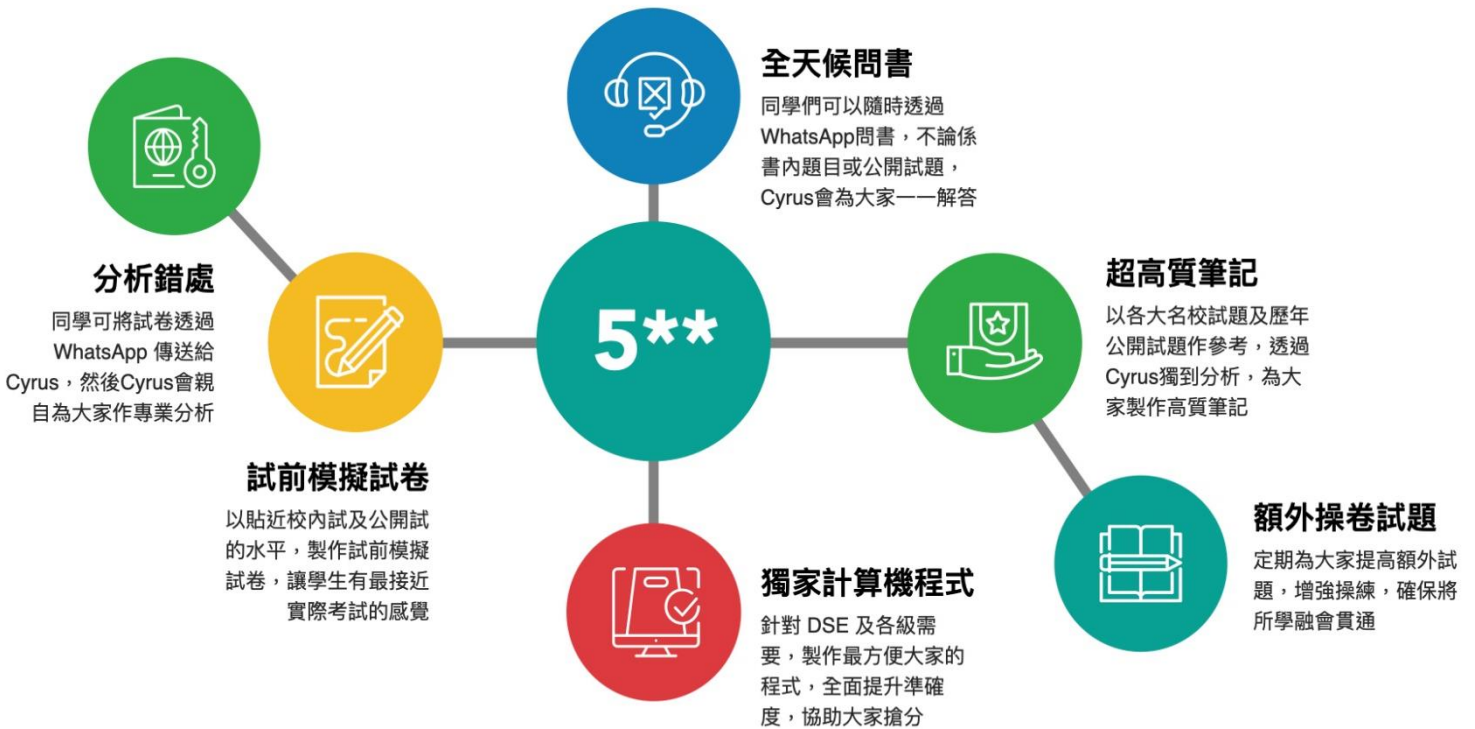 全天候問書
同學們可以隨時透過
WhatsApp問書，不論係
書內題目或公開試題，
Cyrus會為大家一一解答
分析錯處
同學可將試卷透過
WhatsApp 傳送給
Cyrus，然後Cyrus會親
自為大家作專業分析
5**
超高質筆記
以各大名校試題及歷年
公開試題作參考，透過
Cyrus獨到分析，為大
家製作高質筆記
試前模擬試卷
以貼近校內試及公開試
的水平，製作試前模擬
試卷，讓學生有最接近
實際考試的感覺
獨家計算機程式
針對 DSE 及各級需
要，製作最方便大家的
程式，全面提升準確
度，協助大家搶分
額外操卷試題
定期為大家提高額外試
題，增強操練，確保將
所學融會貫通